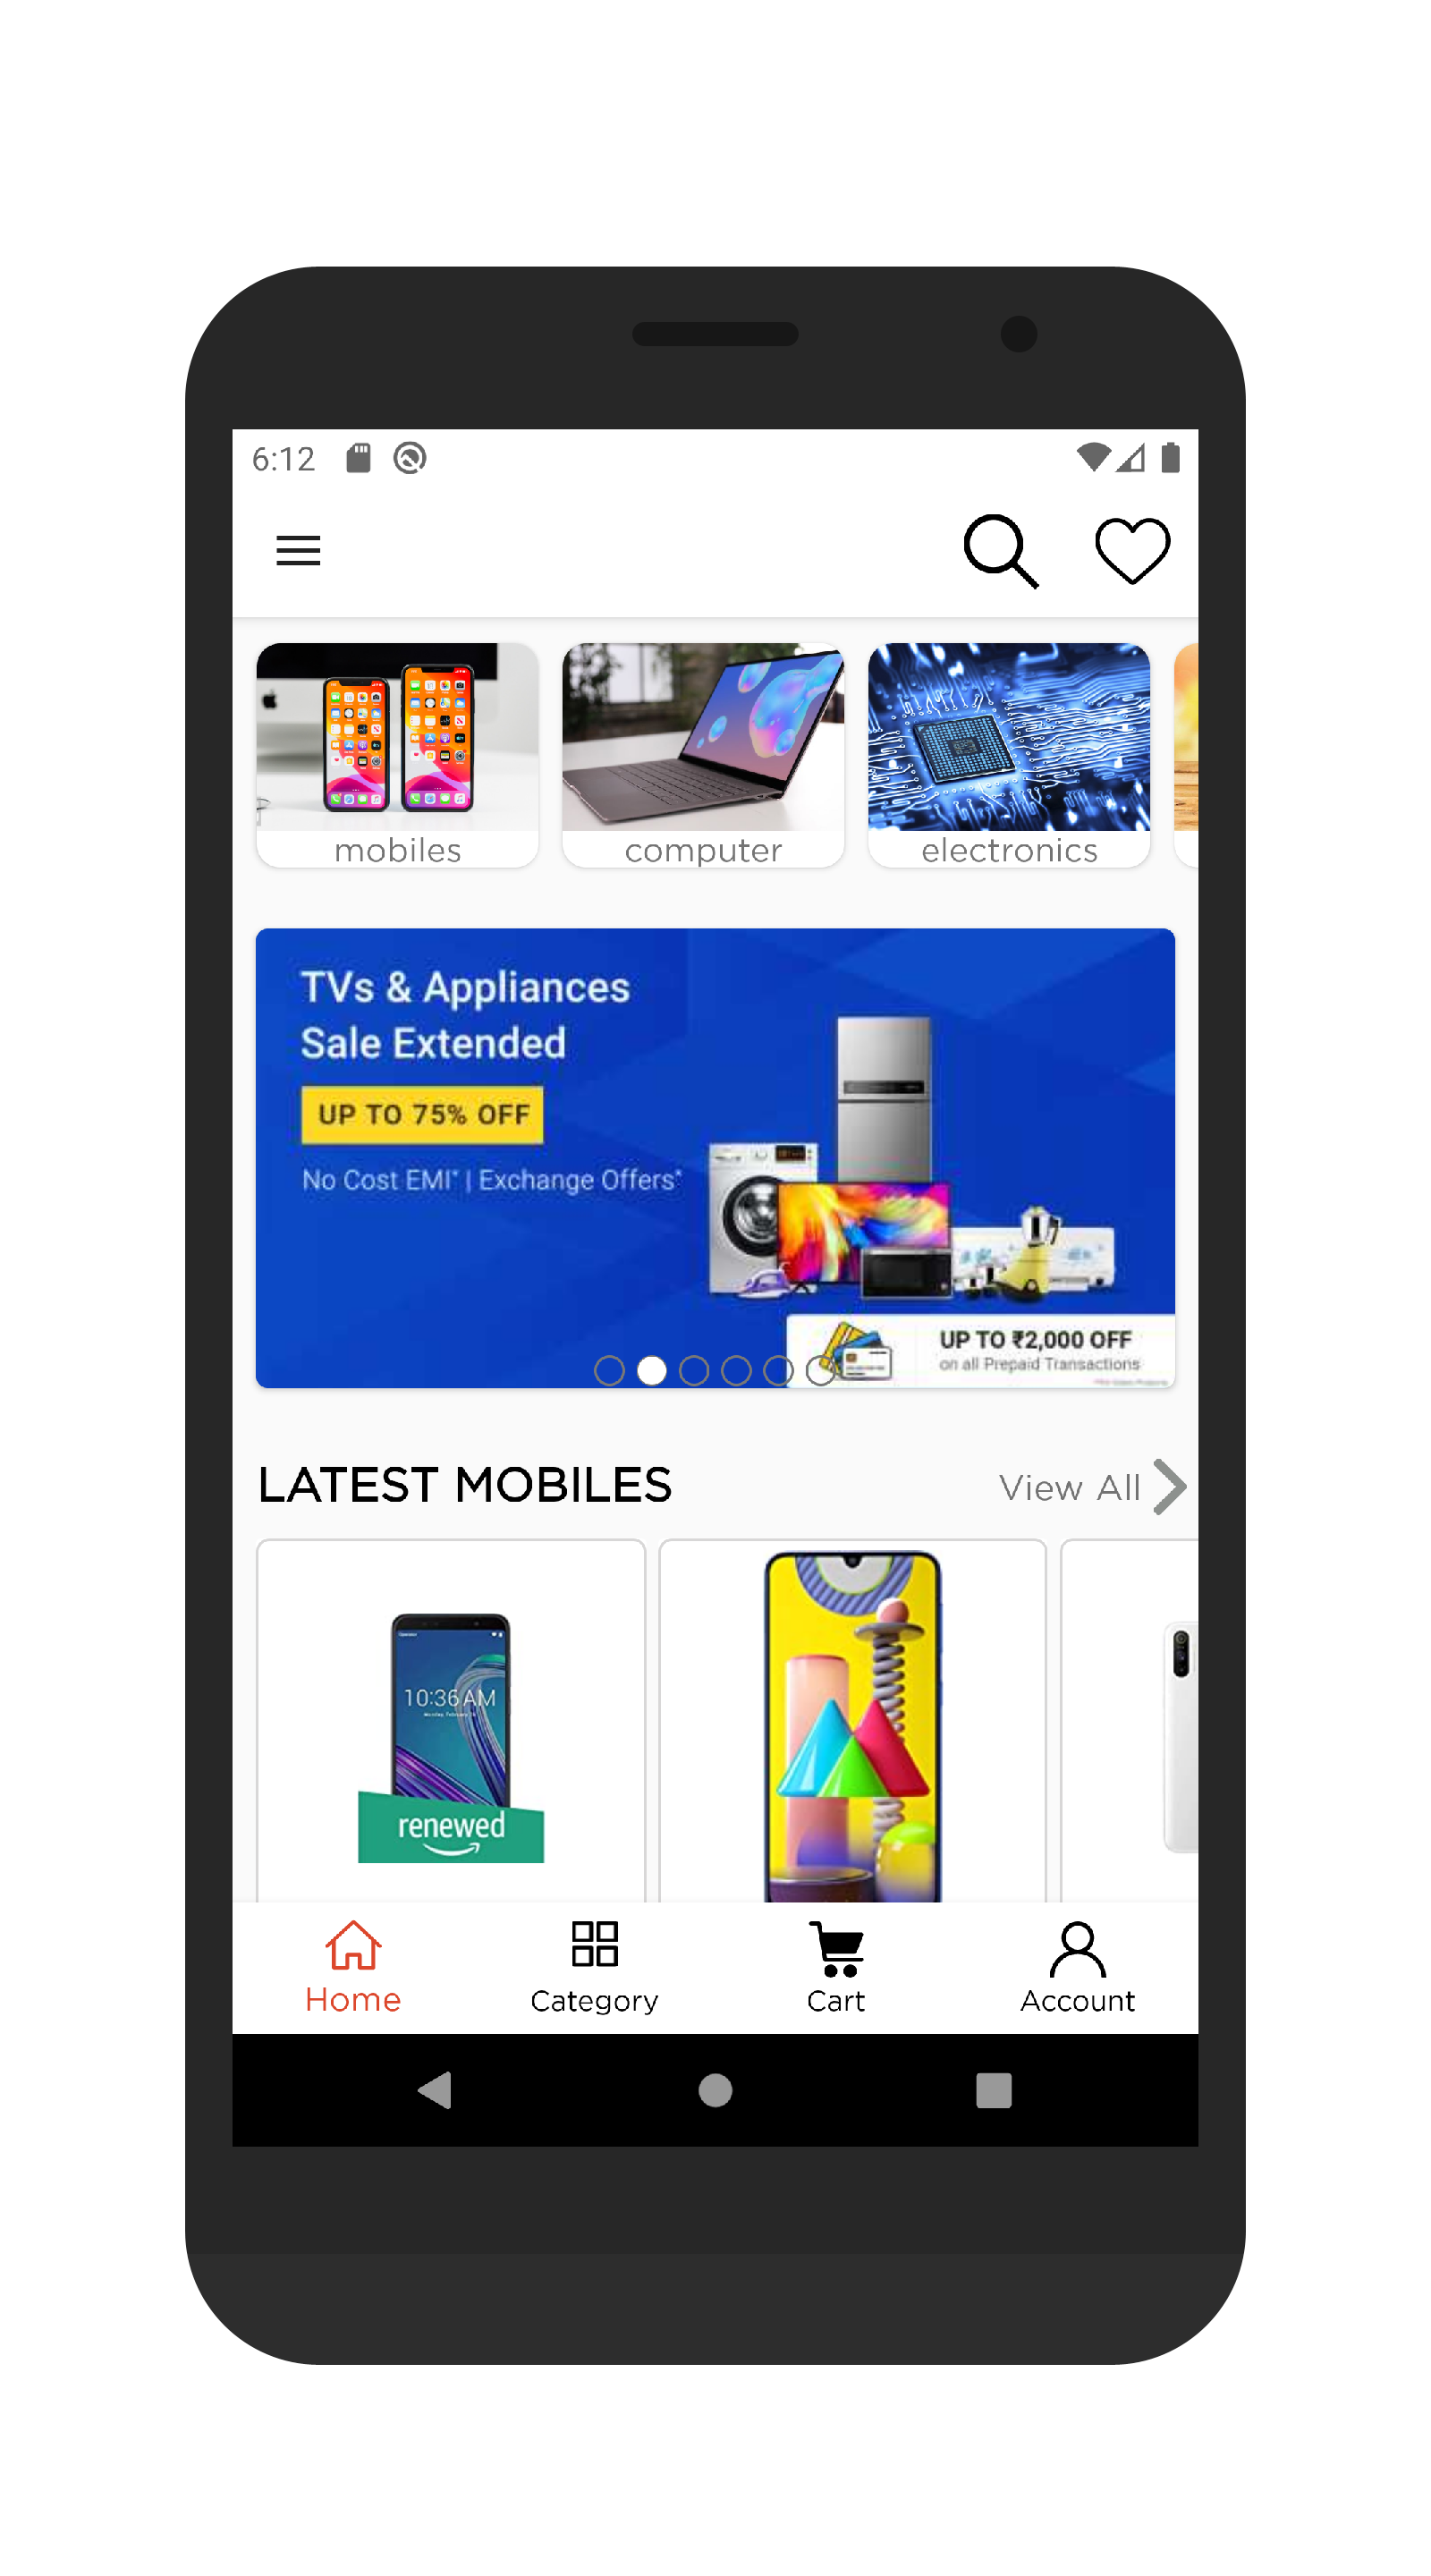 6:12
mobiles
computer
electronics
TVs & Appliances
Sale Extended
UP TO 75% OFF
No Cost EMI* | Exchange Offers*
UP TO ₹2,000 OFF
on all Prepaid Transactions
LATEST MOBILES
View All
10:36 AM
renewed
Home
Category
Cart
Account